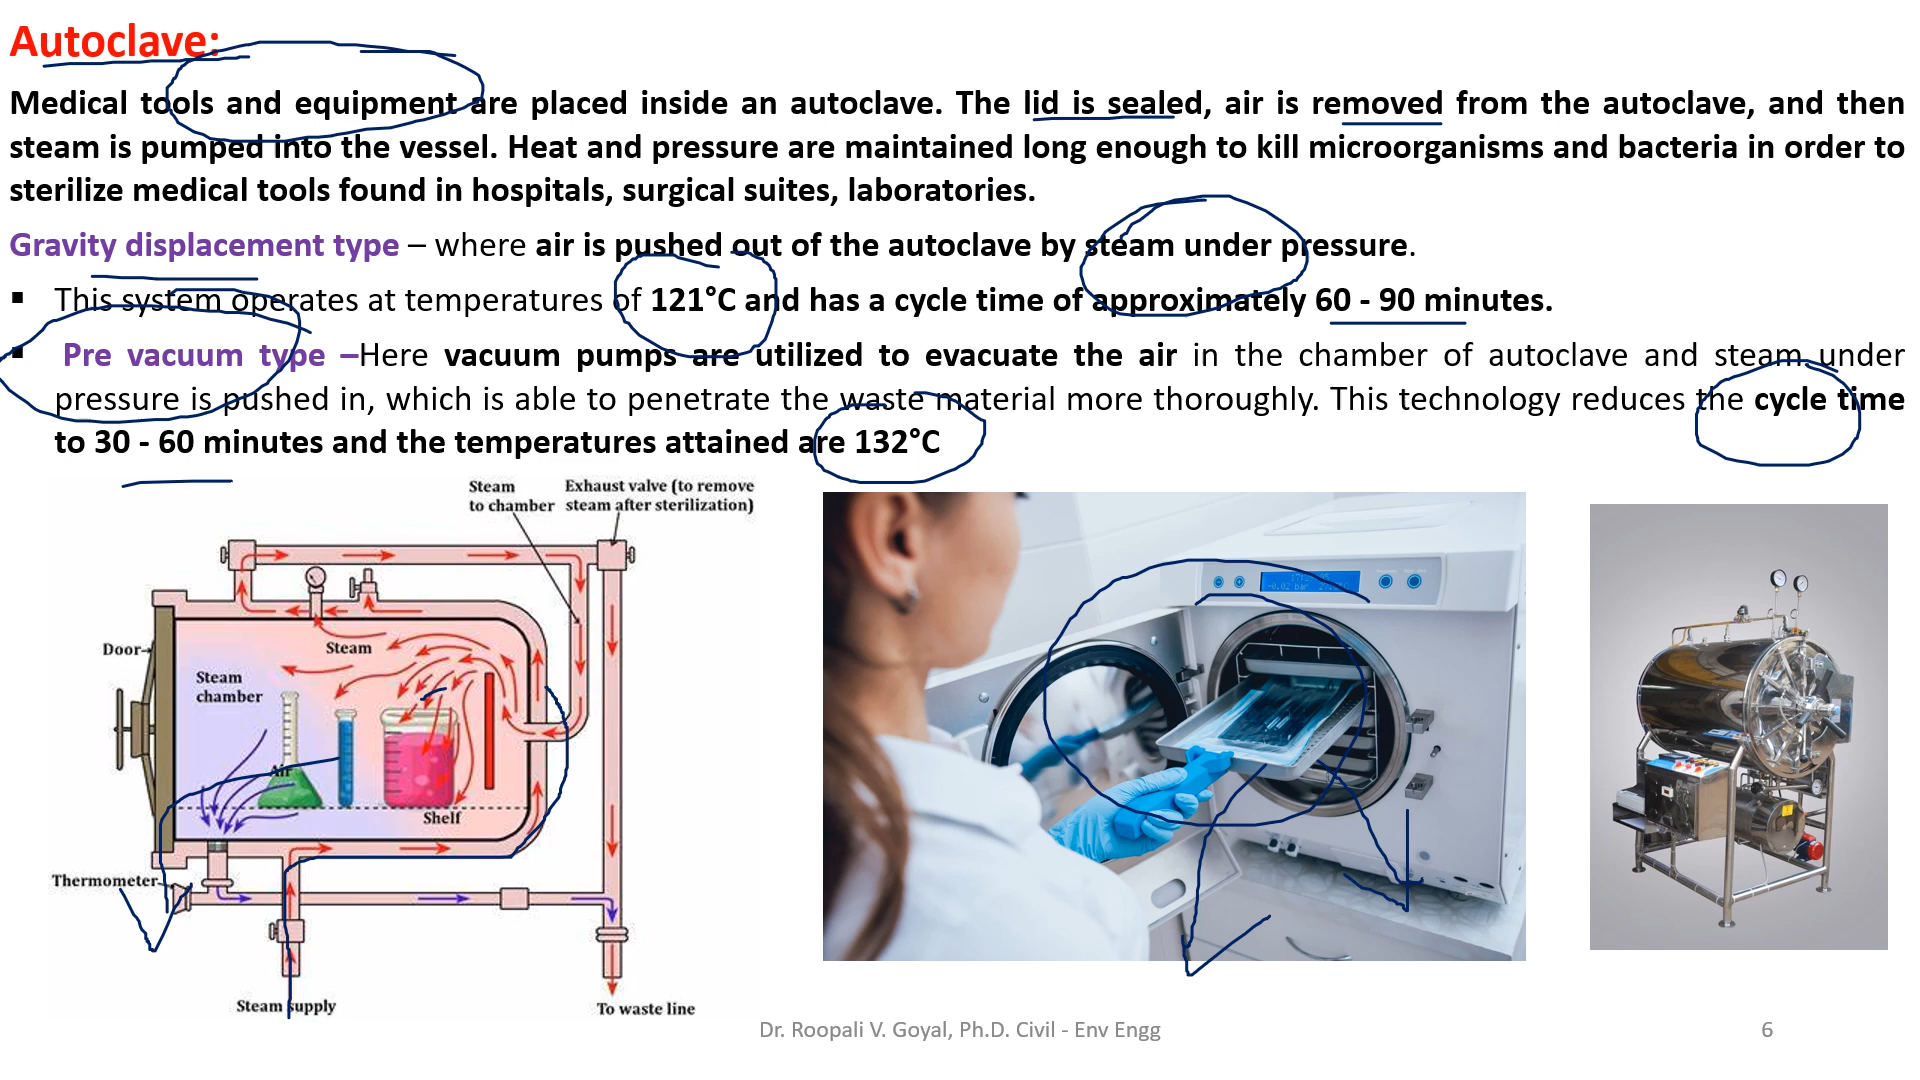 Autoclave:
Medical tools and equipment are placed inside an autoclave. The lid is sealed, air is removed from the autoclave, and then
steam is pumped into the vessel. Heat and pressure are maintained long enough to kill microorganisms and bacteria in order to
sterilize medical tools found in hospitals, surgical suites, laboratories.
Gravity displacement type – where air is pushed out of the autoclave by steam under pressure.
▪ This system operates at temperatures of 121°C and has a cycle time of approximately 60 - 90 minutes.
▪ Pre vacuum type –Here vacuum pumps are utilized to evacuate the air in the chamber of autoclave and steam under
pressure is pushed in, which is able to penetrate the waste material more thoroughly. This technology reduces the cycle time
to 30 - 60 minutes and the temperatures attained are 132°C
Steam
to chamber
Exhaust valve (to remove
steam after sterilization)
Door
Steam
Steam
chamber
Air
Shelf
Thermometer
Steam supply
To waste line
Dr. Roopali V. Goyal, Ph.D. Civil - Env Engg
6